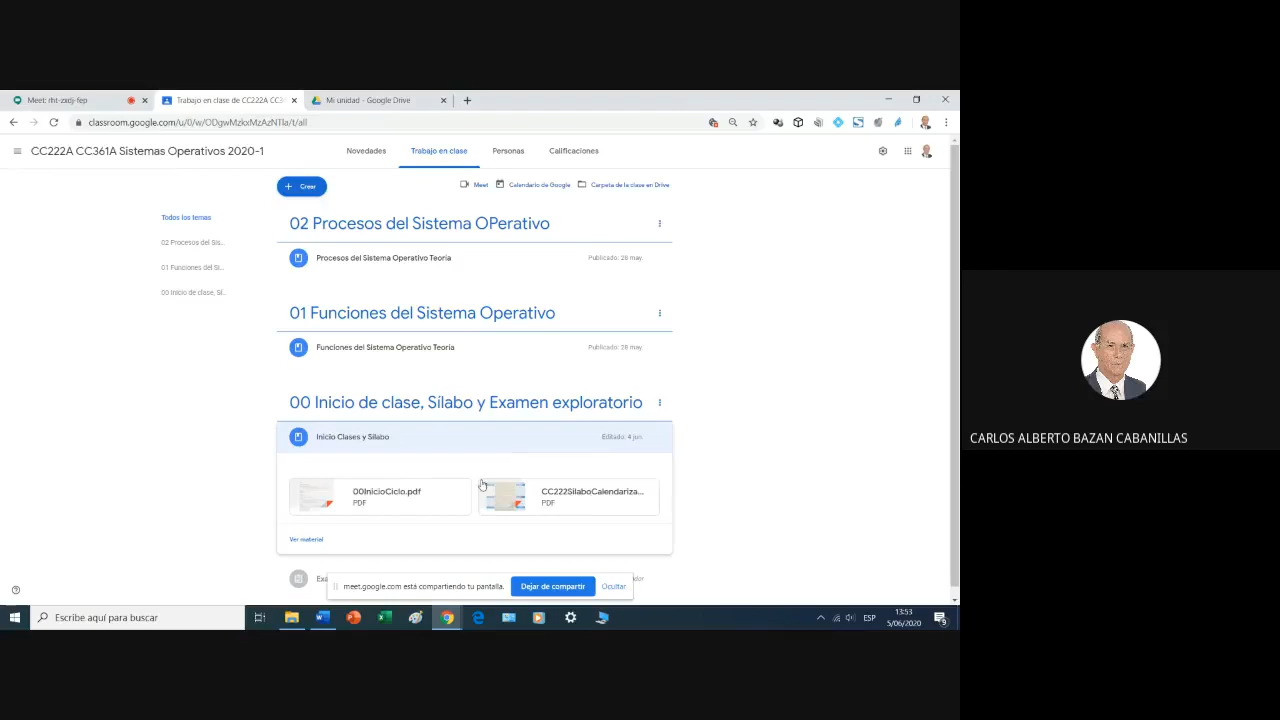 Meet: rht-zxdj-fep
Trabajo en clase de CC222A CC3
Mi unidad - Google Drive
classroom.google.com/u/0/w/ODgwMzkxMzAzNTla/t/all
CC222A CC361A Sistemas Operativos 2020-1
Novedades
Trabajo en clase
Personas
Calificaciones
Crear
Meet
Calendario de Google
Carpeta de la clase en Drive
Todos los temas
02 Procesos del Sis...
01 Funciones del Si...
00 Inicio de clase, Síl...
02 Procesos del Sistema OPerativo
Procesos del Sistema Operativo Teoria
Publicado: 28 may.
01 Funciones del Sistema Operativo
Funciones del Sistema Operativo Teoria
Publicado: 28 may.
00 Inicio de clase, Sílabo y Examen exploratorio
Inicio Clases y Silabo
Editado: 4 jun.
00InicioCiclo.pdf
PDF
CC222SilaboCalendariza...
PDF
Ver material
Exa
meet.google.com está compartiendo tu pantalla.
Dejar de compartir
Ocultar
Escribe aquí para buscar
ESP
13:53
5/06/2020
CARLOS ALBERTO BAZAN CABANILLAS